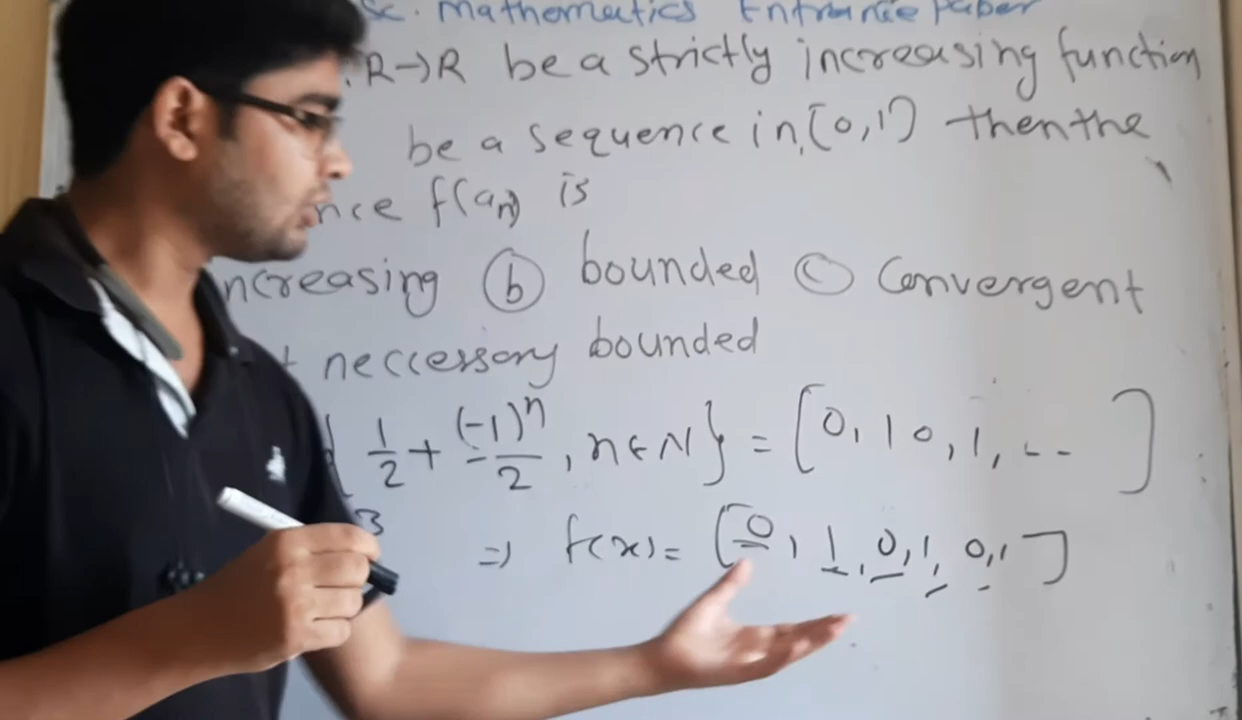 Sc. Mathematics Entrance Paper
R→R be a strictly increasing function
be a sequence in [0,1) then the
nce f(aₙ) is
ncreasing ⓑ bounded ⓒ Convergent
t neccessory bounded
{ 1/2 + (-1)ⁿ/2 , n∈N } = [0, 1 0, 1, --- ]
3 ⇒ f(x) = [0, 1, 0, 1, 0, 1 ]